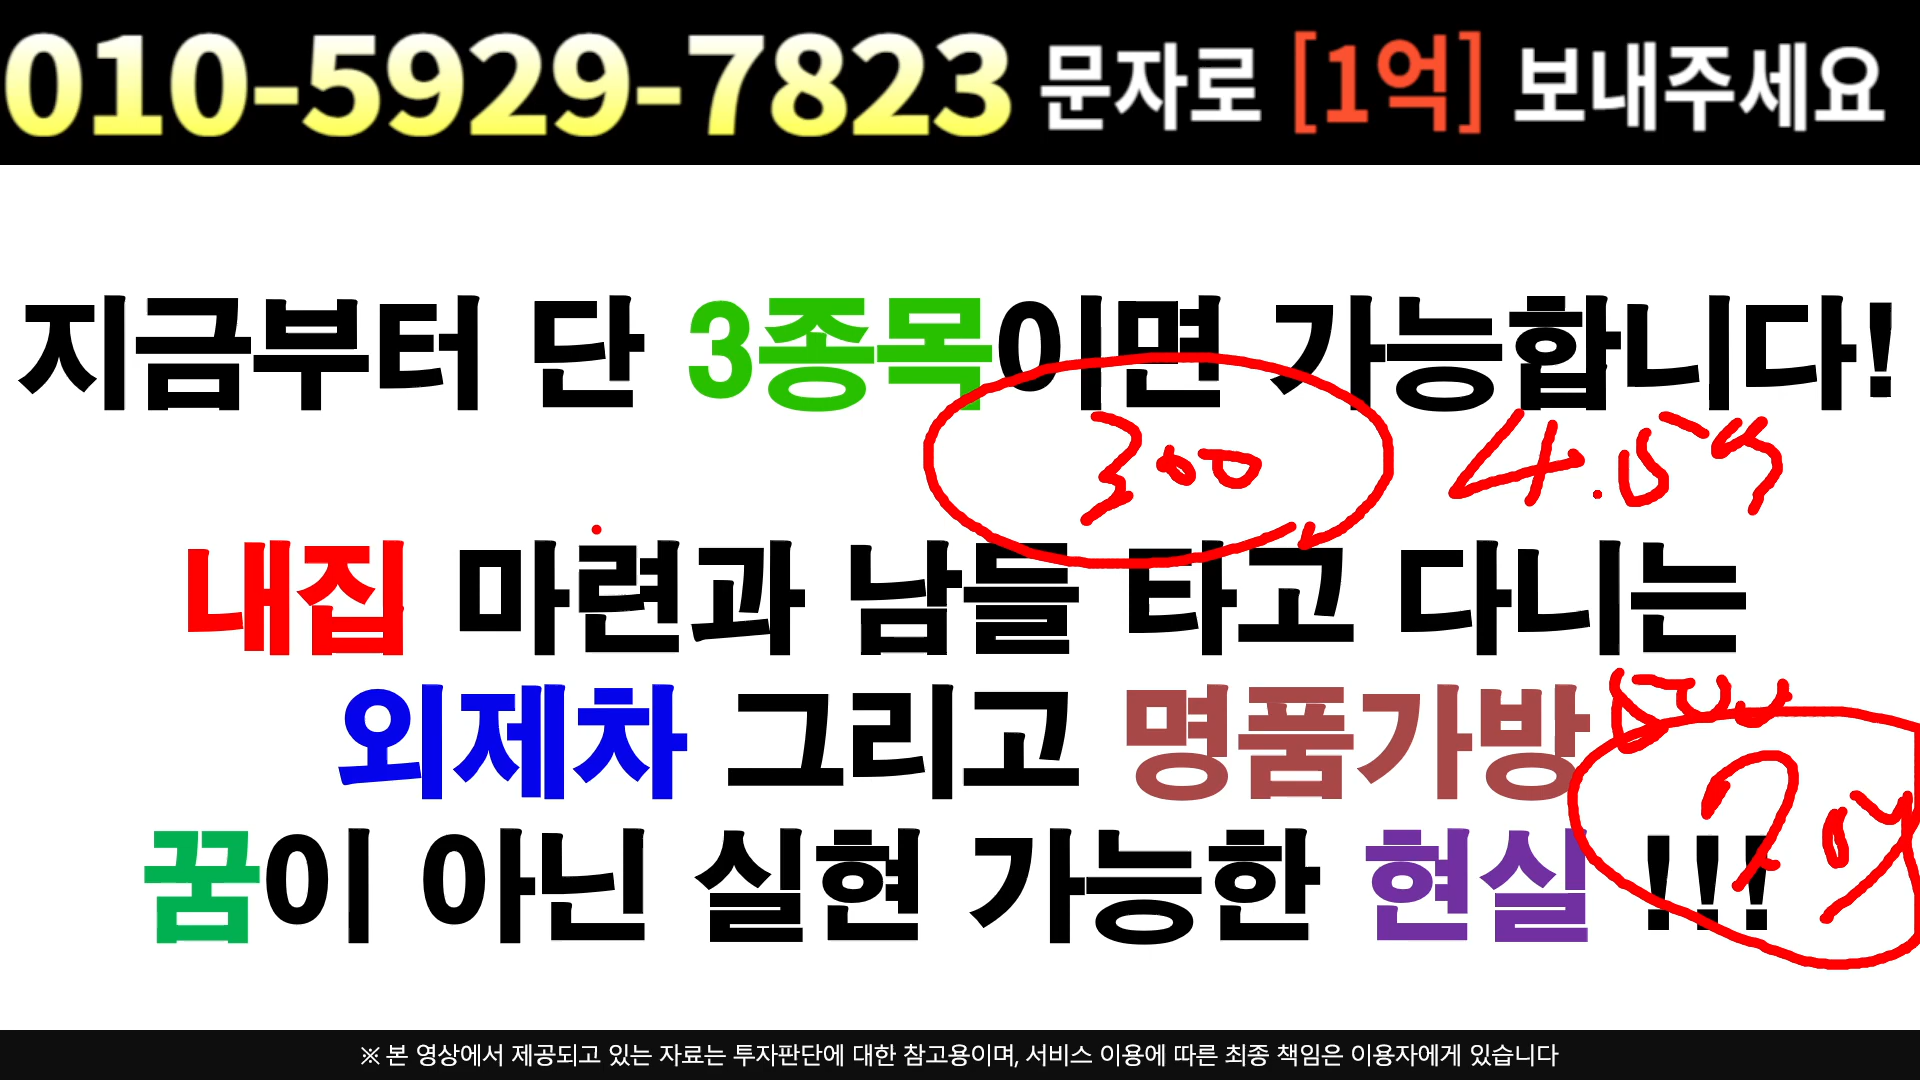 010-5929-7823 문자로 [1억] 보내주세요
지금부터 단 3종목이면 가능합니다!
300
4.5억
내집 마련과 남들 타고 다니는
외제차 그리고 명품가방
500
꿈이 아닌 실현 가능한 현실 !!!
※ 본 영상에서 제공되고 있는 자료는 투자판단에 대한 참고용이며, 서비스 이용에 따른 최종 책임은 이용자에게 있습니다